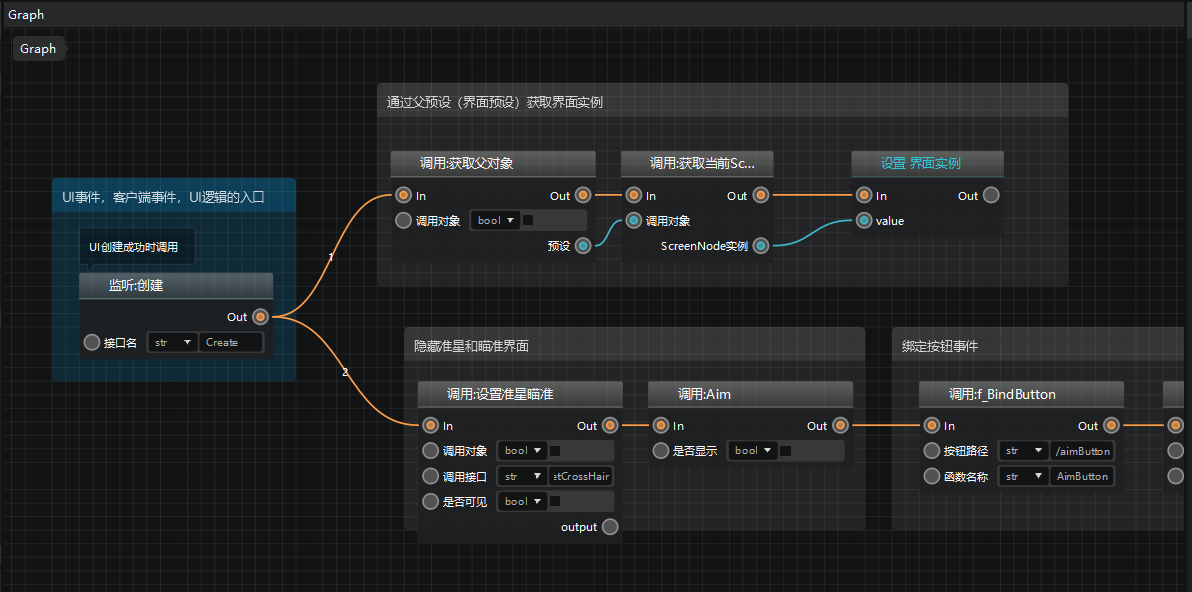 Graph
Graph
通过父预设（界面预设）获取界面实例
调用:获取父对象
In
Out
调用对象
bool
预设
调用:获取当前Sc...
In
Out
调用对象
ScreenNode实例
设置 界面实例
In
Out
value
UI事件，客户端事件，UI逻辑的入口
UI创建成功时调用
监听:创建
Out
接口名
str
Create
1
2
隐藏准星和瞄准界面
调用:设置准星瞄准
In
Out
调用对象
bool
调用接口
str
etCrossHair
是否可见
bool
output
调用:Aim
In
Out
是否显示
bool
绑定按钮事件
调用:f_BindButton
In
Out
按钮路径
str
/aimButton
函数名称
str
AimButton